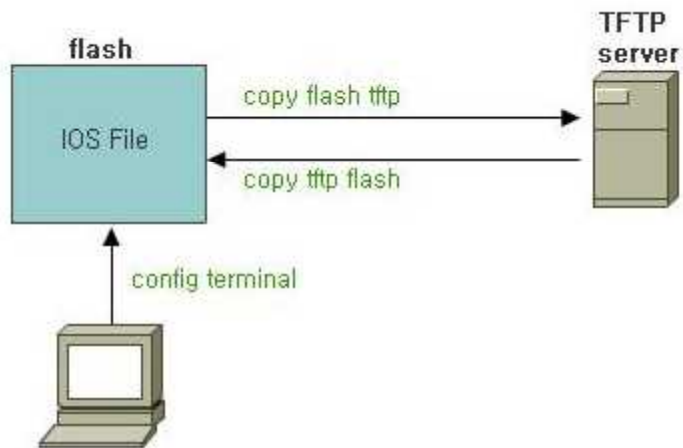 TFTP
server
flash
copy flash tftp
IOS File
copy tftp flash
config terminal